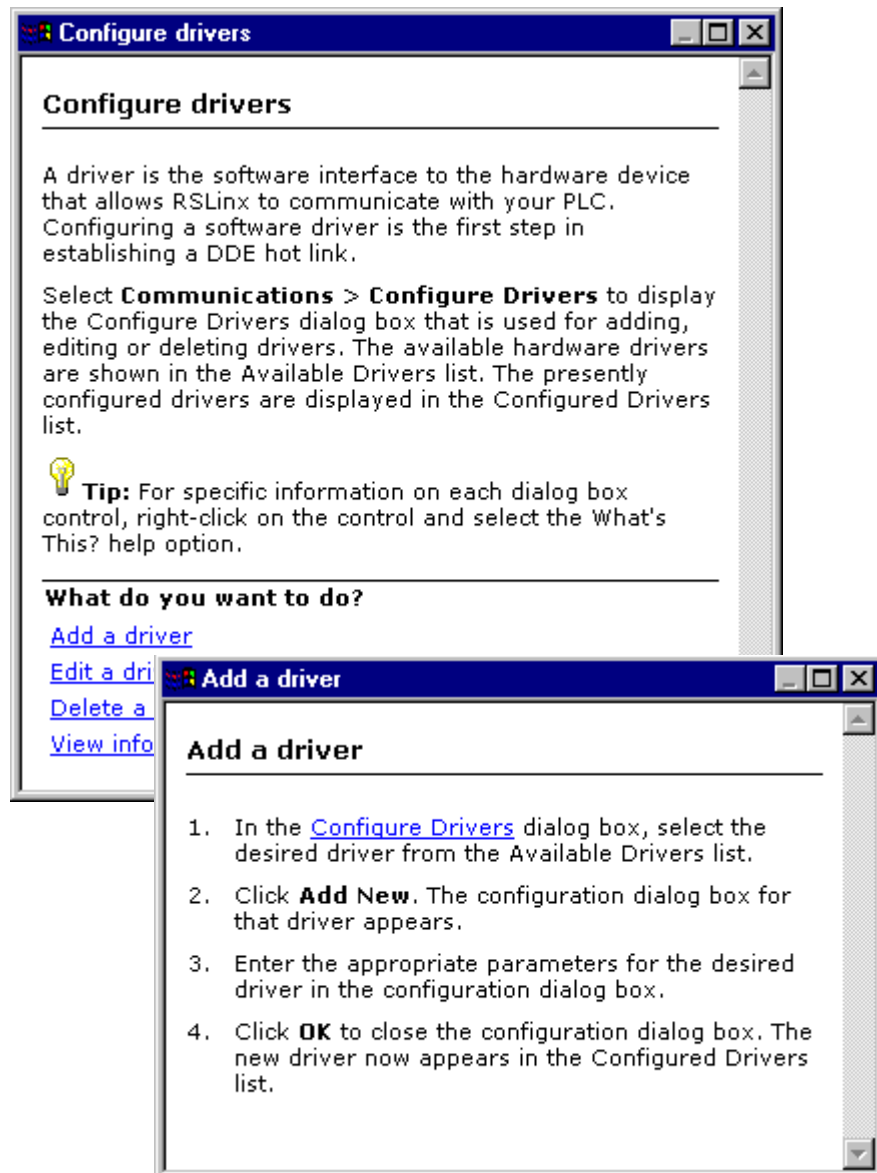 Configure drivers
Configure drivers
A driver is the software interface to the hardware device
that allows RSLinx to communicate with your PLC.
Configuring a software driver is the first step in
establishing a DDE hot link.
Select Communications > Configure Drivers to display
the Configure Drivers dialog box that is used for adding,
editing or deleting drivers. The available hardware drivers
are shown in the Available Drivers list. The presently
configured drivers are displayed in the Configured Drivers
list.
Tip: For specific information on each dialog box
control, right-click on the control and select the What's
This? help option.
What do you want to do?
Add a driver
Edit a dri
Delete a
View info
Add a driver
Add a driver
1. In the Configure Drivers dialog box, select the
desired driver from the Available Drivers list.
2. Click Add New. The configuration dialog box for
that driver appears.
3. Enter the appropriate parameters for the desired
driver in the configuration dialog box.
4. Click OK to close the configuration dialog box. The
new driver now appears in the Configured Drivers
list.